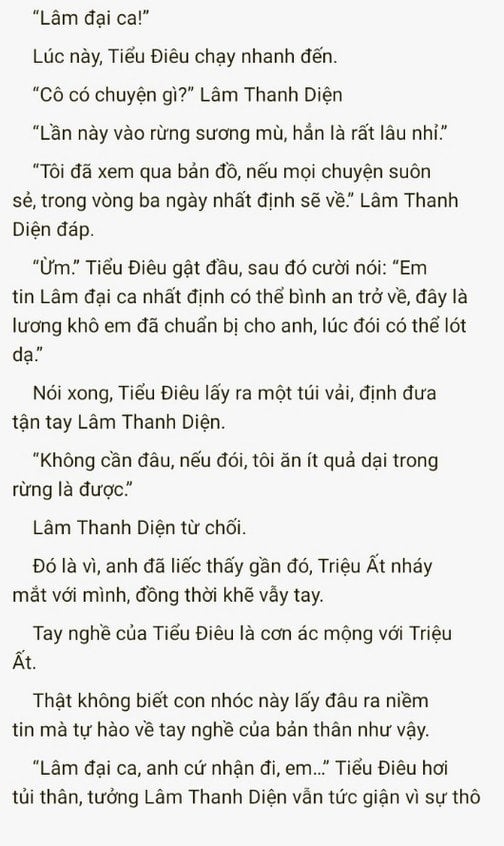 “Lâm đại ca!”
Lúc này, Tiểu Điêu chạy nhanh đến.
“Cô có chuyện gì?” Lâm Thanh Diện
“Lần này vào rừng sương mù, hẳn là rất lâu nhỉ.”
“Tôi đã xem qua bản đồ, nếu mọi chuyện suôn
sẻ, trong vòng ba ngày nhất định sẽ về.” Lâm Thanh
Diện đáp.
“Ừm.” Tiểu Điêu gật đầu, sau đó cười nói: “Em
tin Lâm đại ca nhất định có thể bình an trở về, đây là
lương khô em đã chuẩn bị cho anh, lúc đói có thể lót
dạ.”
Nói xong, Tiểu Điêu lấy ra một túi vải, định đưa
tận tay Lâm Thanh Diện.
“Không cần đâu, nếu đói, tôi ăn ít quả dại trong
rừng là được.”
Lâm Thanh Diện từ chối.
Đó là vì, anh đã liếc thấy gần đó, Triệu Ất nháy
mắt với mình, đồng thời khẽ vẫy tay.
Tay nghề của Tiểu Điêu là cơn ác mộng với Triệu
Ất.
Thật không biết con nhóc này lấy đâu ra niềm
tin mà tự hào về tay nghề của bản thân như vậy.
“Lâm đại ca, anh cứ nhận đi, em…” Tiểu Điêu hơi
tủi thân, tưởng Lâm Thanh Diện vẫn tức giận vì sự thô